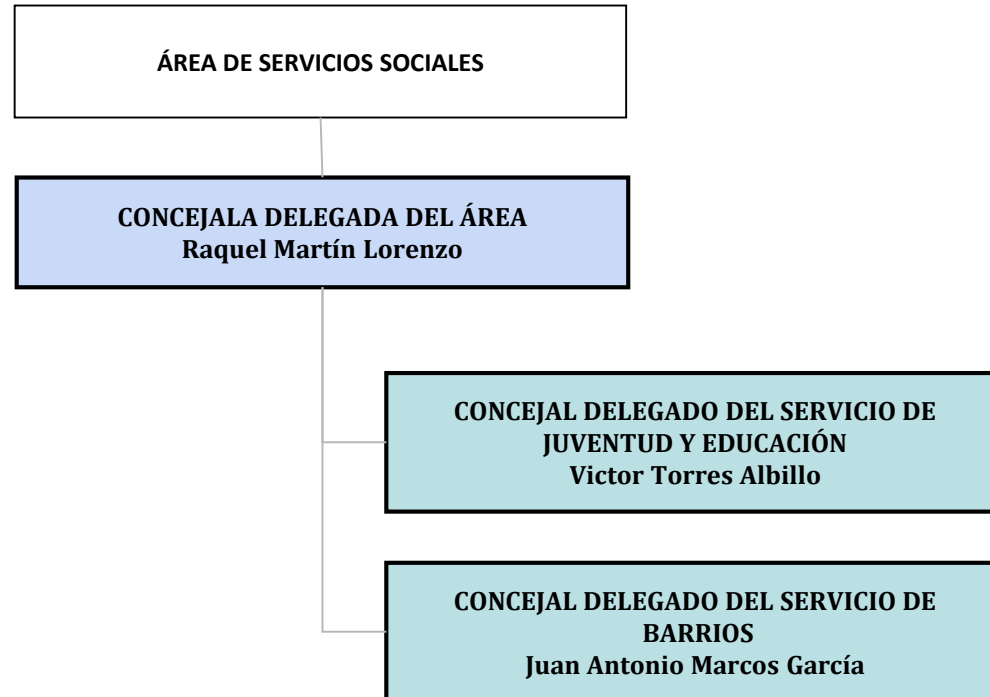 ÁREA DE SERVICIOS SOCIALES
CONCEJALA DELEGADA DEL ÁREA
Raquel Martín Lorenzo
CONCEJAL DELEGADO DEL SERVICIO DE
JUVENTUD Y EDUCACIÓN
Victor Torres Albillo
CONCEJAL DELEGADO DEL SERVICIO DE
BARRIOS
Juan Antonio Marcos García